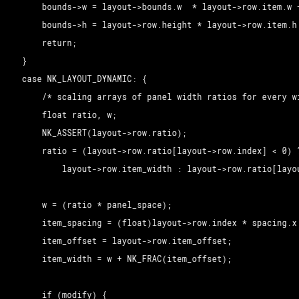 bounds->w = layout->bounds.w * layout->row.item.w
bounds->h = layout->row.height * layout->row.item.h
return;
}
case NK_LAYOUT_DYNAMIC: {
/* scaling arrays of panel width ratios for every
float ratio, w;
NK_ASSERT(layout->row.ratio);
ratio = (layout->row.ratio[layout->row.index] < 0)
layout->row.item_width : layout->row.ratio[
w = (ratio * panel_space);
item_spacing = (float)layout->row.index * spacing.x
item_offset = layout->row.item_offset;
item_width = w + NK_FRAC(item_offset);
if (modify) {